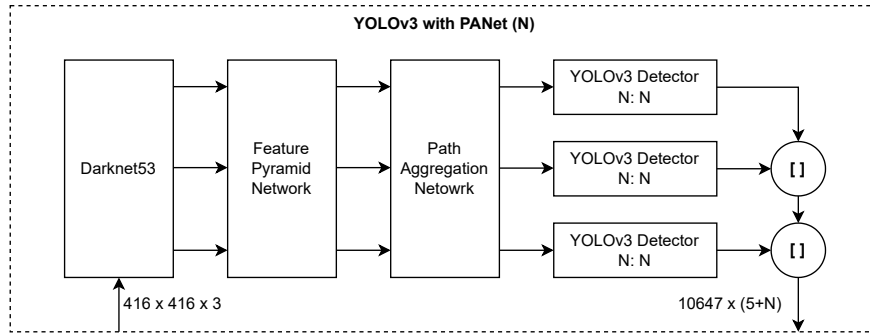 YOLOv3 with PANet (N)
Darknet53
Feature
Pyramid
Network
Path
Aggregation
Netowrk
YOLOv3 Detector
N: N
YOLOv3 Detector
N: N
YOLOv3 Detector
N: N
[ ]
[ ]
416 x 416 x 3
10647 x (5+N)